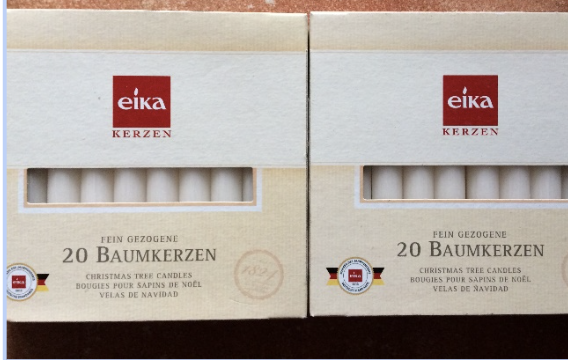 eika
KERZEN
FEIN GEZOGENE
20 BAUMKERZEN
CHRISTMAS TREE CANDLES
BOUGIES POUR SAPINS DE NOËL
VELAS DE NAVIDAD
eika
KERZEN
FEIN GEZOGENE
20 BAUMKERZEN
CHRISTMAS TREE CANDLES
BOUGIES POUR SAPINS DE NOËL
VELAS DE NAVIDAD